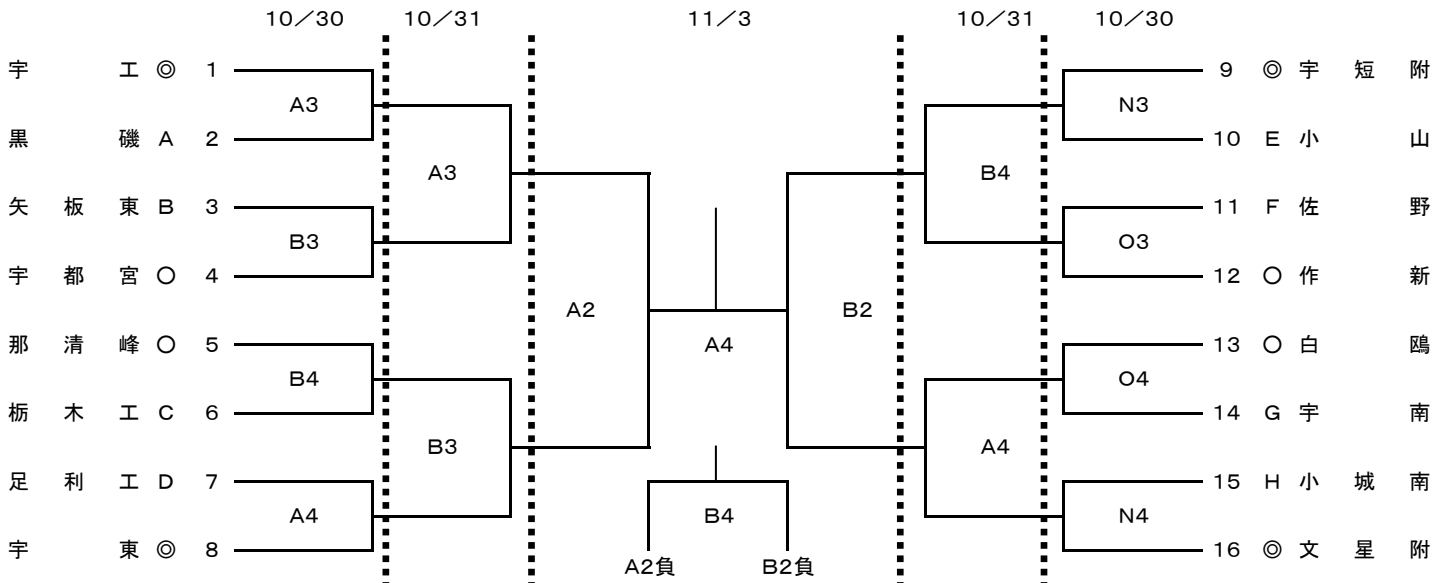 10／30 10／31 11／3 10／31 10／30
宇工 ◎ 1 9 ◎ 宇短附
A3 N3
黒磯 A 2 10 E 小山
A3 B4
矢板東 B 3 11 F 佐野
B3 O3
宇都宮 ○ 4 12 ○ 作新
A2 B2
那清峰 ○ 5 A4 13 ○ 白鴎
B4 O4
栃木工 C 6 14 G 宇南
B3 A4
足利工 D 7 15 H 小城南
A4 B4 N4
宇東 ◎ 8 16 ◎ 文星附
A2負 B2負